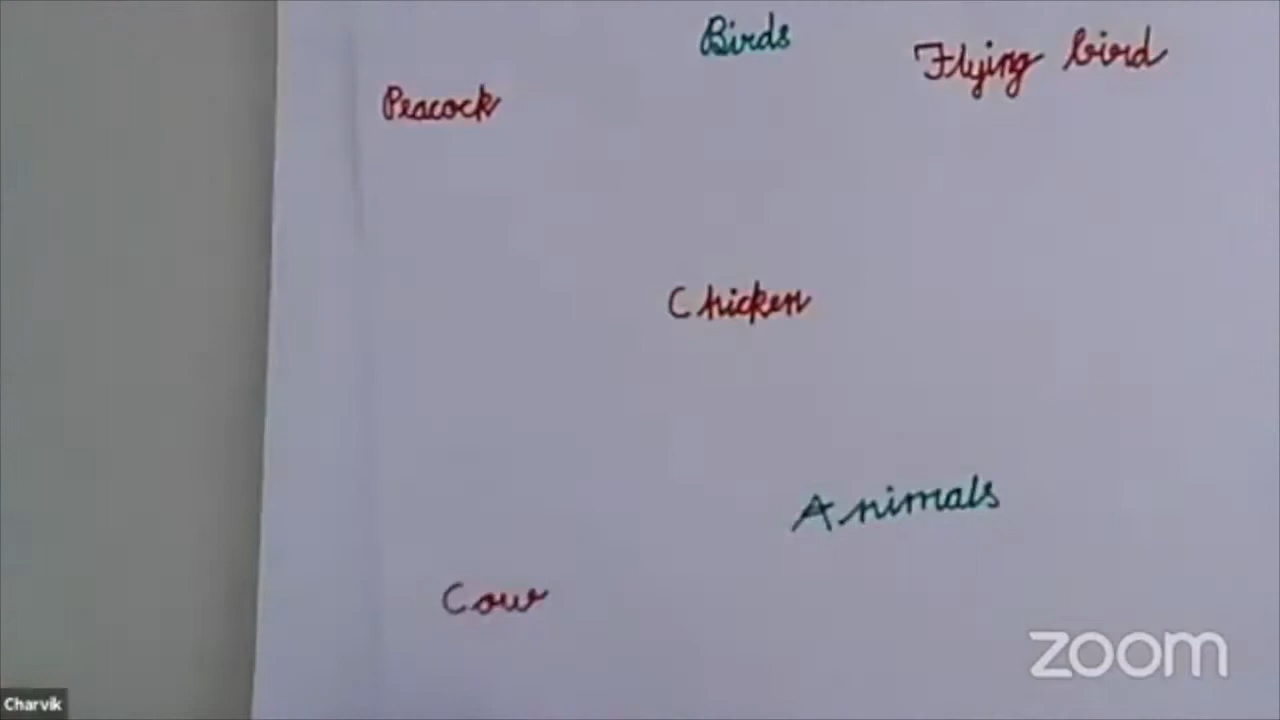 Birds
Flying bird
Peacock
Chicken
Animals
Cow
zoom
Charvik